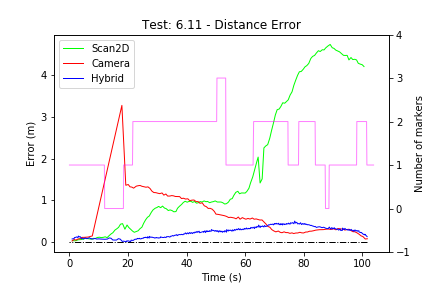 Test: 6.11 - Distance Error
Scan2D
Camera
Hybrid
Error (m)
4
3
2
1
0
4
3
2
1
0
−1
Number of markers
0
20
40
60
80
100
Time (s)